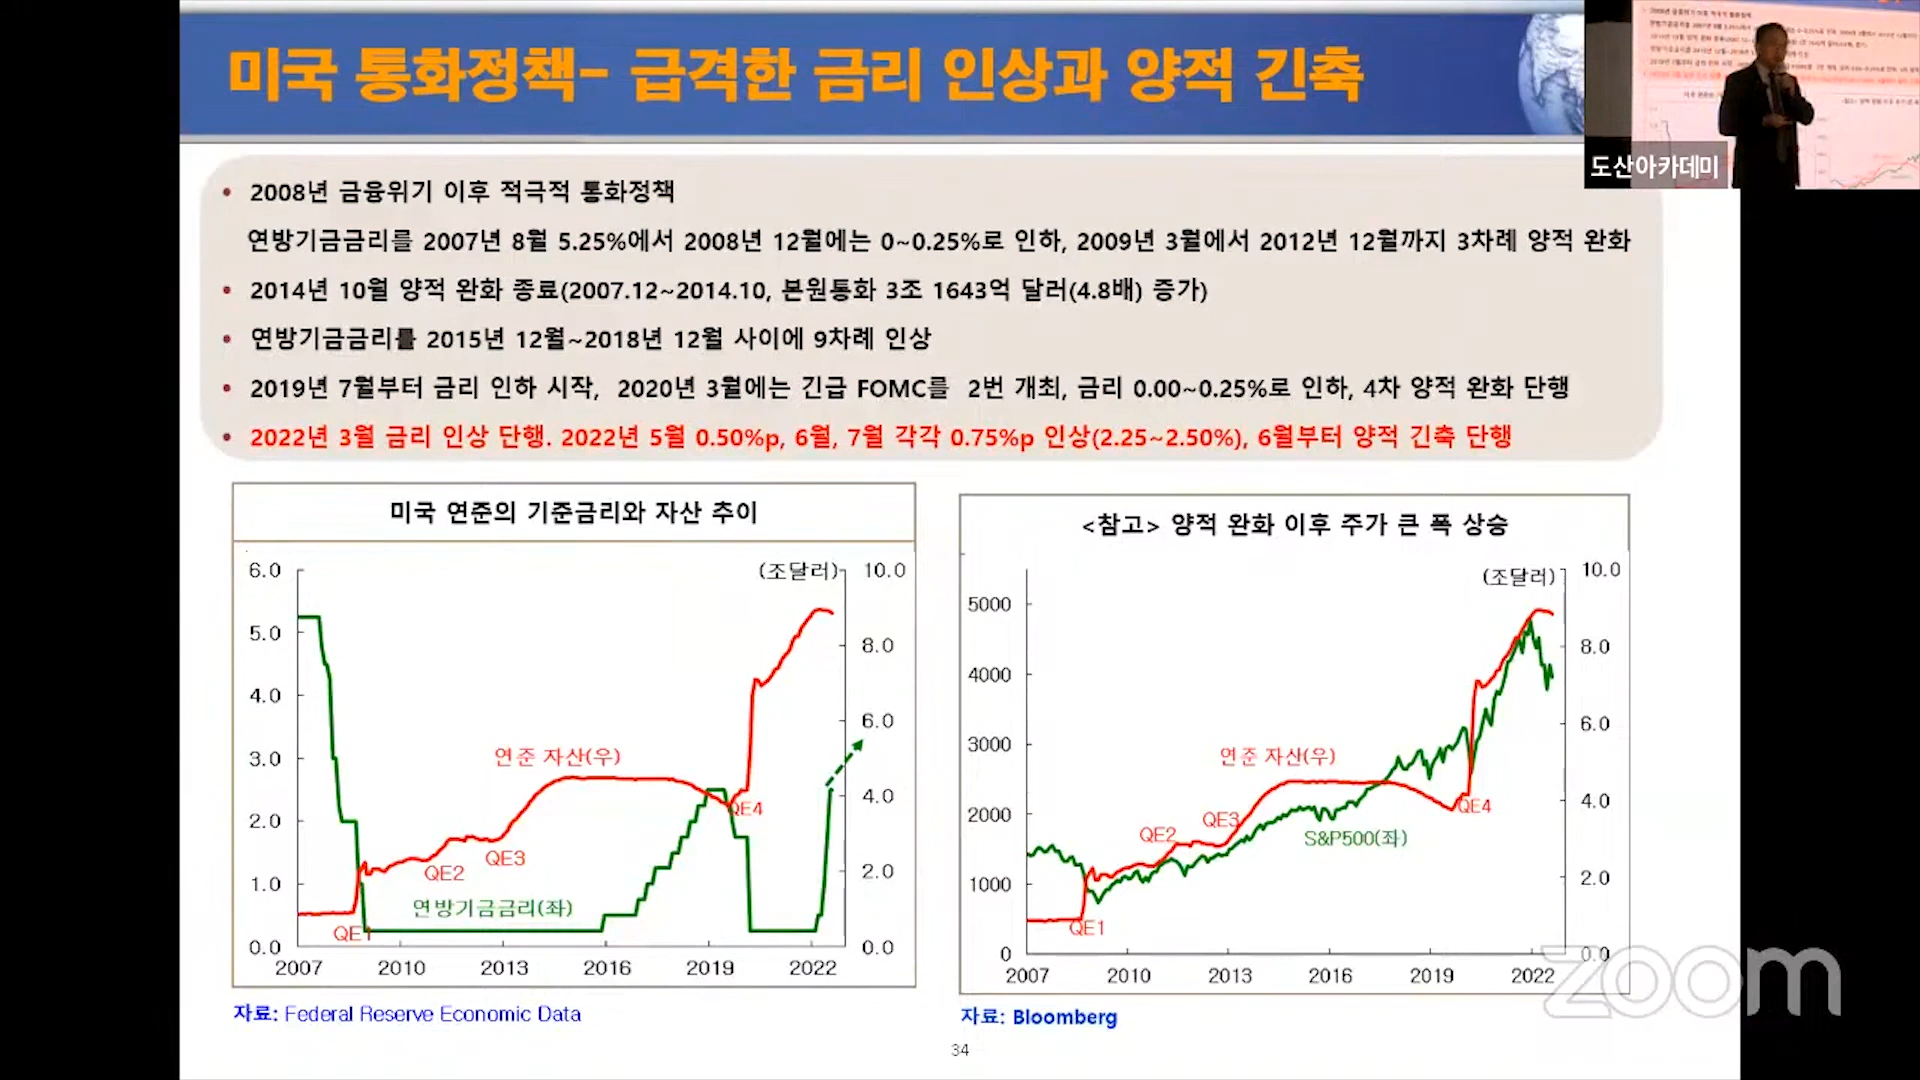 미국 통화정책- 급격한 금리 인상과 양적 긴축
도산아카데미
• 2008년 금융위기 이후 적극적 통화정책
연방기금금리를 2007년 8월 5.25%에서 2008년 12월에는 0~0.25%로 인하, 2009년 3월에서 2012년 12월까지 3차례 양적 완화
• 2014년 10월 양적 완화 종료(2007.12~2014.10, 본원통화 3조 1643억 달러(4.8배) 증가)
• 연방기금금리를 2015년 12월~2018년 12월 사이에 9차례 인상
• 2019년 7월부터 금리 인하 시작, 2020년 3월에는 긴급 FOMC를 2번 개최, 금리 0.00~0.25%로 인하, 4차 양적 완화 단행
• 2022년 3월 금리 인상 단행. 2022년 5월 0.50%p, 6월, 7월 각각 0.75%p 인상(2.25~2.50%), 6월부터 양적 긴축 단행
미국 연준의 기준금리와 자산 추이
6.0
5.0
4.0
3.0
2.0
1.0
0.0
(조달러)
10.0
8.0
6.0
4.0
2.0
0.0
연준 자산(우)
QE4
QE3
QE2
연방기금금리(좌)
QE1
2007 2010 2013 2016 2019 2022
자료: Federal Reserve Economic Data
<참고> 양적 완화 이후 주가 큰 폭 상승
5000
4000
3000
2000
1000
0
(조달러)
10.0
8.0
6.0
4.0
2.0
0.0
연준 자산(우)
QE4
QE3
QE2
S&P500(좌)
QE1
2007 2010 2013 2016 2019 2022
자료: Bloomberg
zoom
34